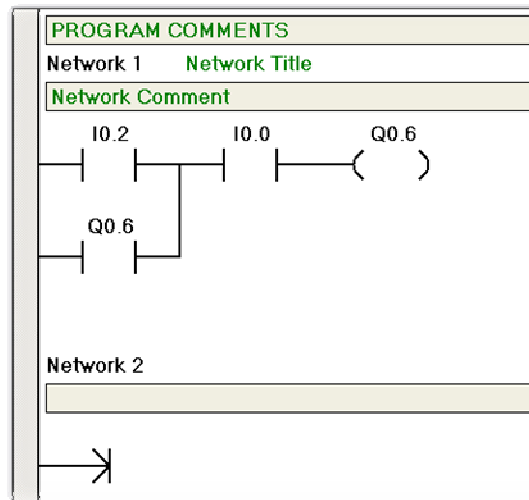 PROGRAM COMMENTS
Network 1 Network Title
Network Comment
I0.2 I0.0 Q0.6
Q0.6
Network 2